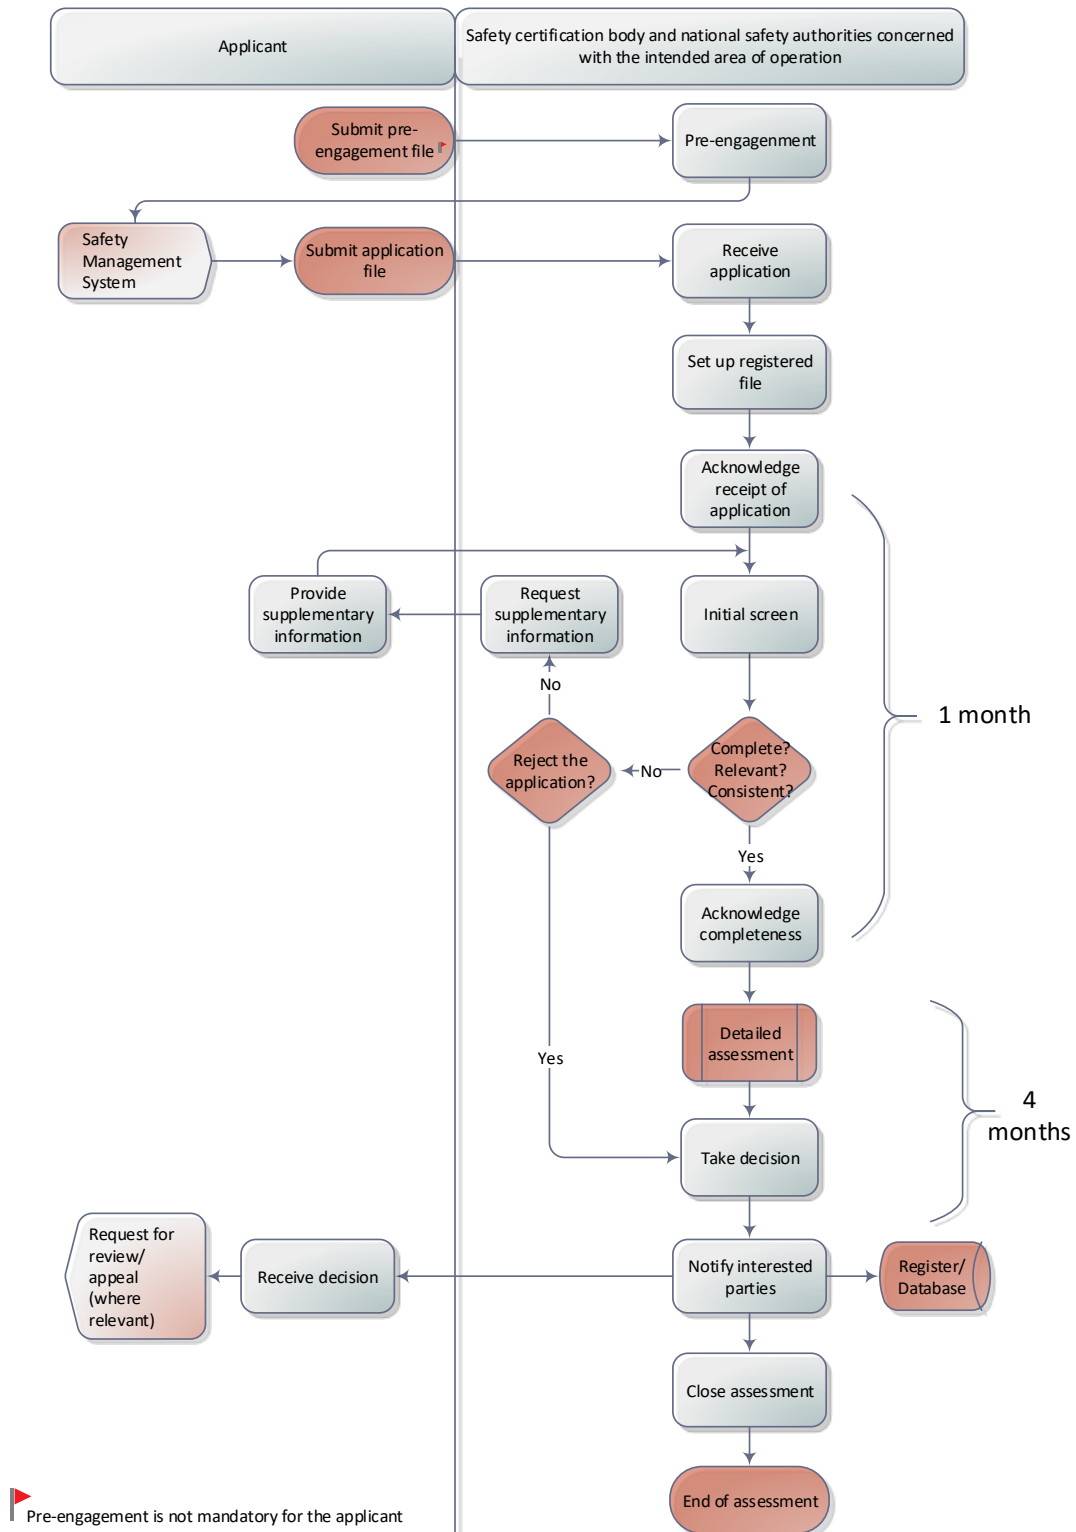 Applicant
Safety certification body and national safety authorities concerned
with the intended area of operation
Submit pre-
engagement file
Pre-engagenment
Safety
Management
System
Submit application
file
Receive
application
Set up registered
file
Acknowledge
receipt of
application
Provide
supplementary
information
Request
supplementary
information
Initial screen
No
1 month
Reject the
application?
No
Complete?
Relevant?
Consistent?
Yes
Acknowledge
completeness
Detailed
assessment
Yes
4
months
Take decision
Request for
review/
appeal
(where
relevant)
Receive decision
Notify interested
parties
Register/
Database
Close assessment
End of assessment
Pre-engagement is not mandatory for the applicant